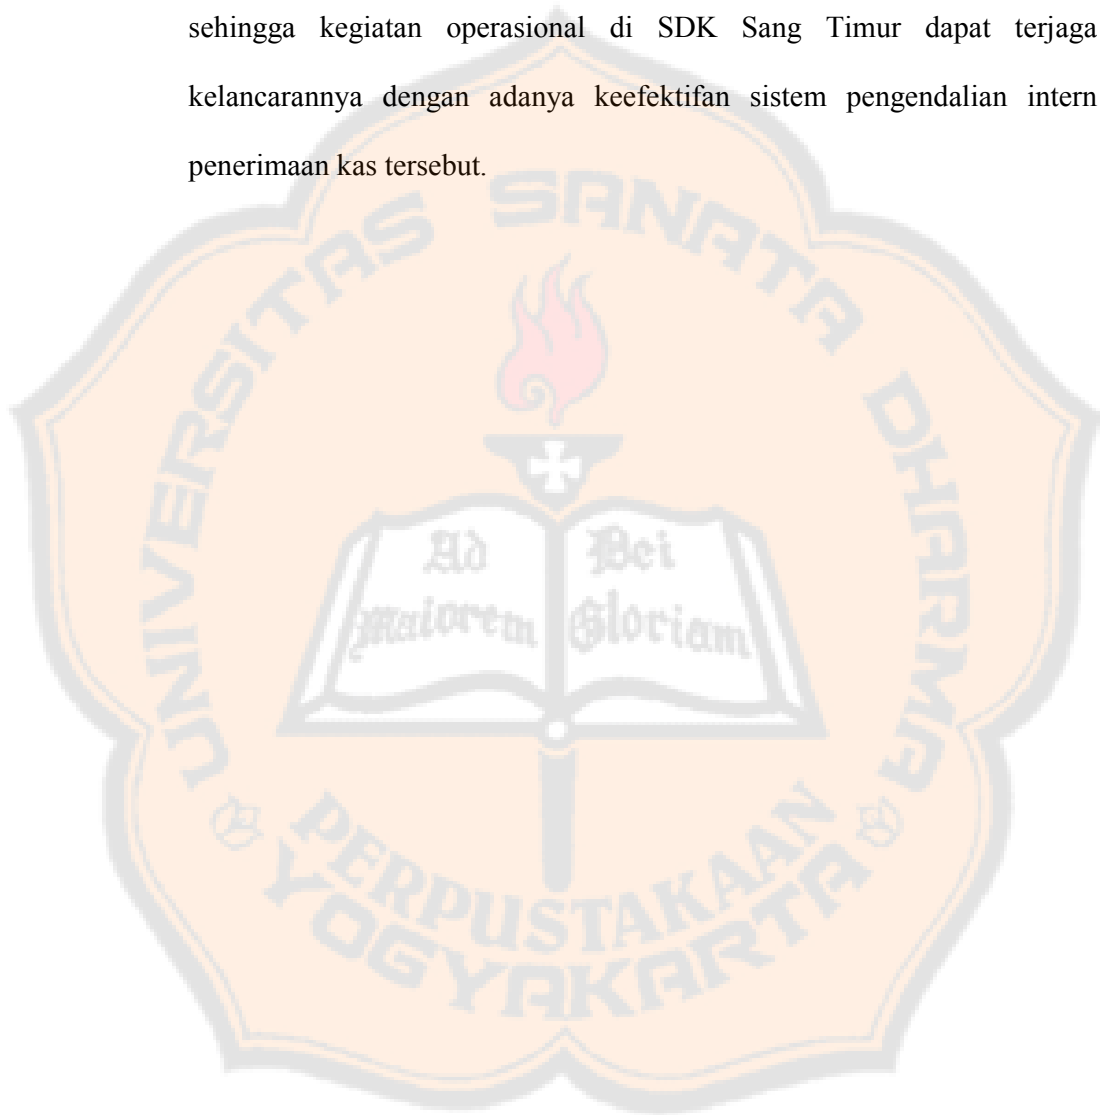 sehingga kegiatan operasional di SDK Sang Timur dapat terjaga
kelancarannya dengan adanya keefektifan sistem pengendalian intern
penerimaan kas tersebut.
UNIVERSITAS SANATA DHARMA
Ad Dei
maiorem Gloriam
PERPUSTAKAAN
YOGYAKARTA